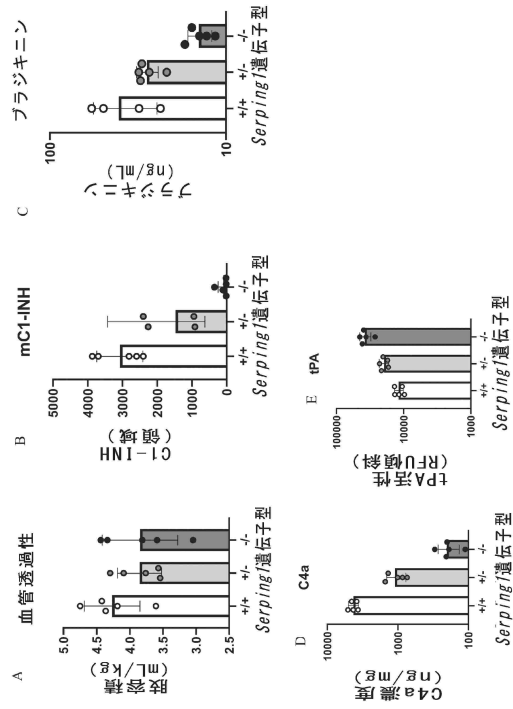 A
血管透過性
肢容積
(mL/kg)
5.0
4.5
4.0
3.5
3.0
2.5
+/+
+/-
-/-
Serping1遺伝子型
B
mC1-INH
C1-INH
(領域)
5000
4000
3000
2000
1000
0
+/+
+/-
-/-
Serping1遺伝子型
C
ブラジキニン
ブラジキニン
(ng/mL)
100
10
+/+
+/-
-/-
Serping1遺伝子型
D
C4a
C4a濃度
(ng/mg)
10000
1000
100
+/+
+/-
-/-
Serping1遺伝子型
E
tPA
tPA活性
(RFU傾斜)
100000
10000
1000
+/+
+/-
-/-
Serping1遺伝子型